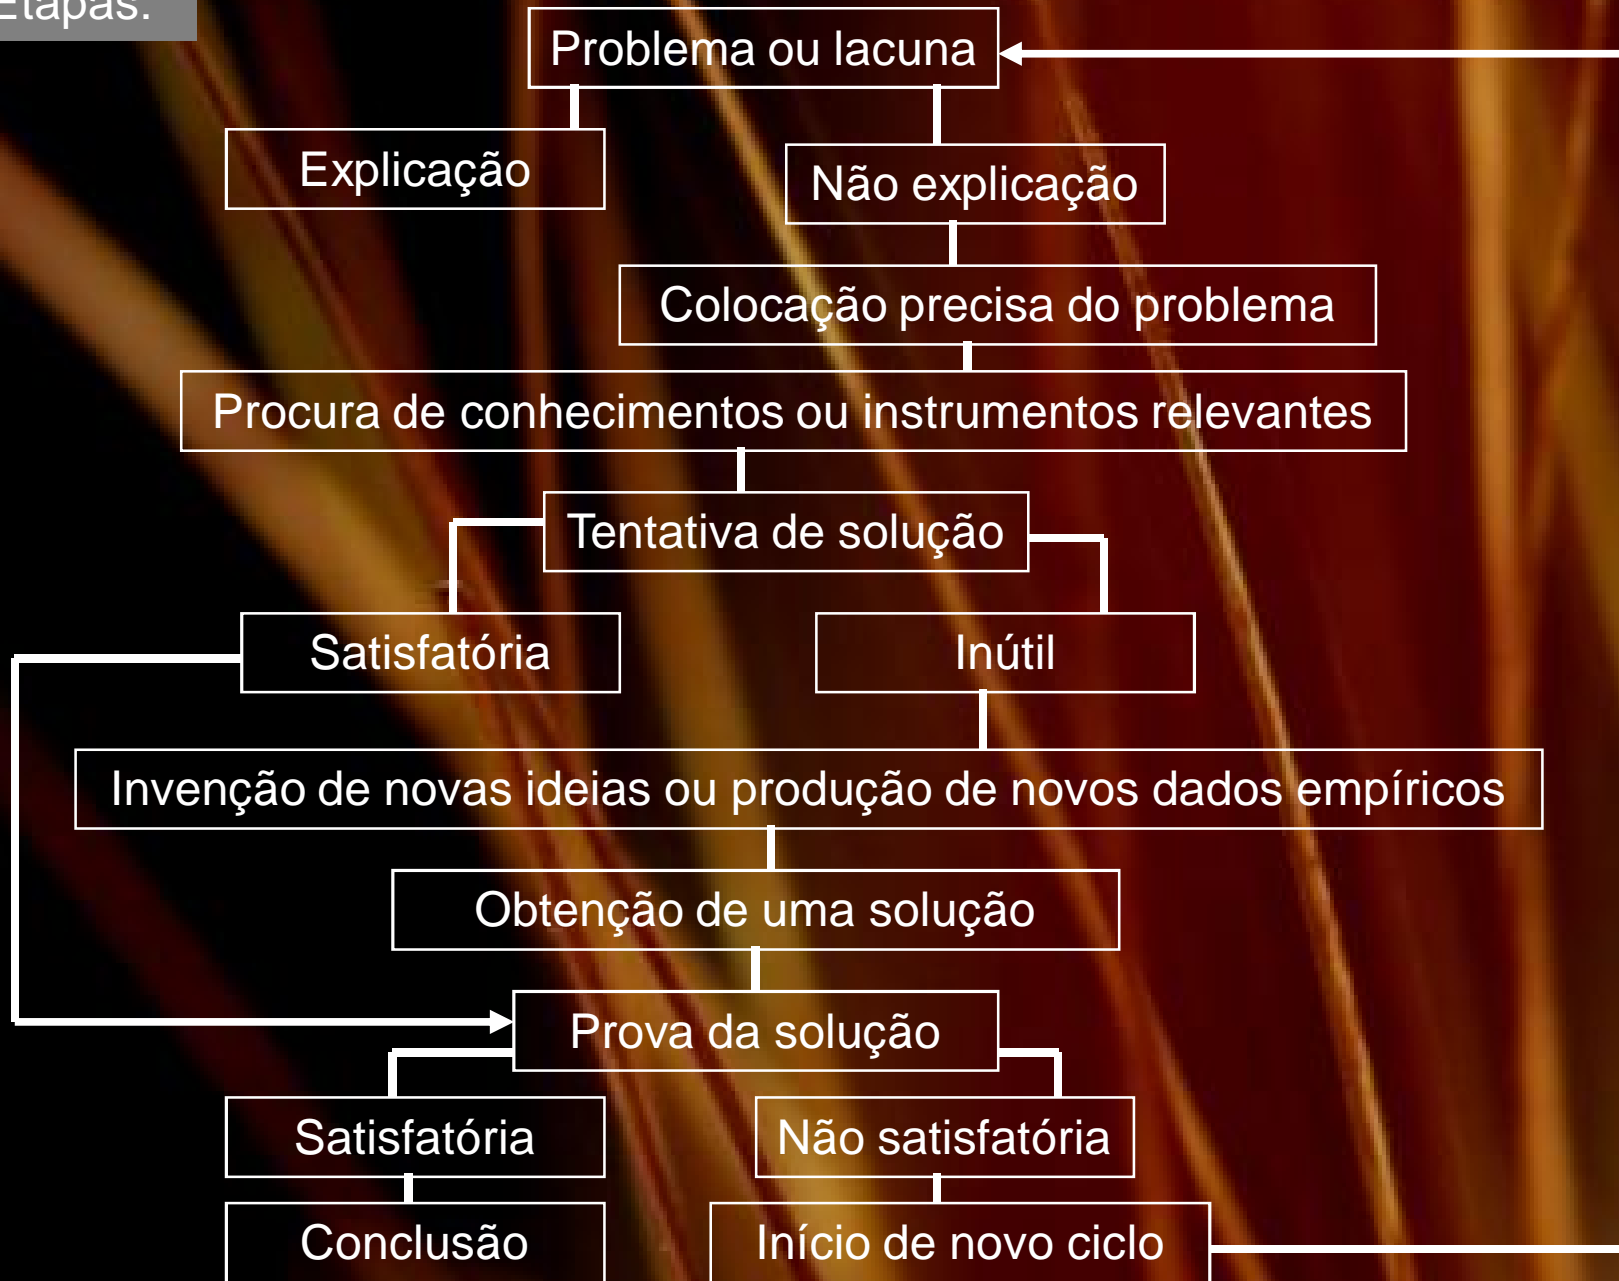 Etapas:
Problema ou lacuna
Explicação
Não explicação
Colocação precisa do problema
Procura de conhecimentos ou instrumentos relevantes
Tentativa de solução
Satisfatória
Inútil
Invenção de novas ideias ou produção de novos dados empíricos
Obtenção de uma solução
Prova da solução
Satisfatória
Não satisfatória
Conclusão
Início de novo ciclo